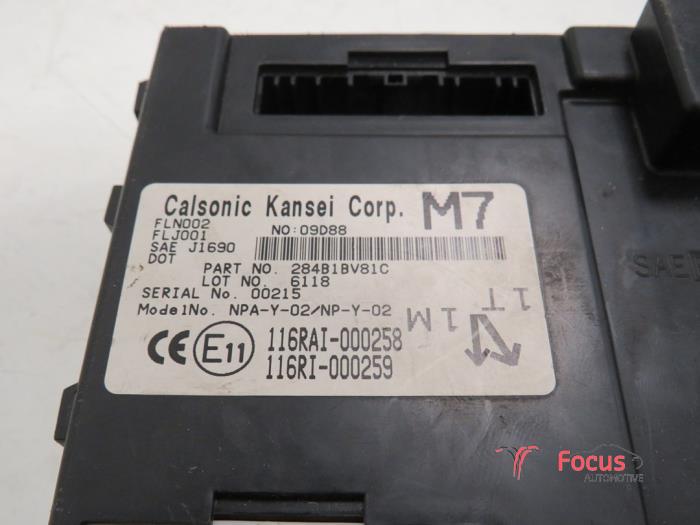 Calsonic Kansei Corp. M7
FLN002
FLJ001
NO:09D88
SAE J1690
DOT
PART NO. 284B1BV81C
LOT NO. 6118
SERIAL No. 00215
ModelNo. NPA-Y-02/NP-Y-02
CE E11 116RAI-000258
116RI-000259
1M
1T
SAE
Focus
AUTOMOTIVE